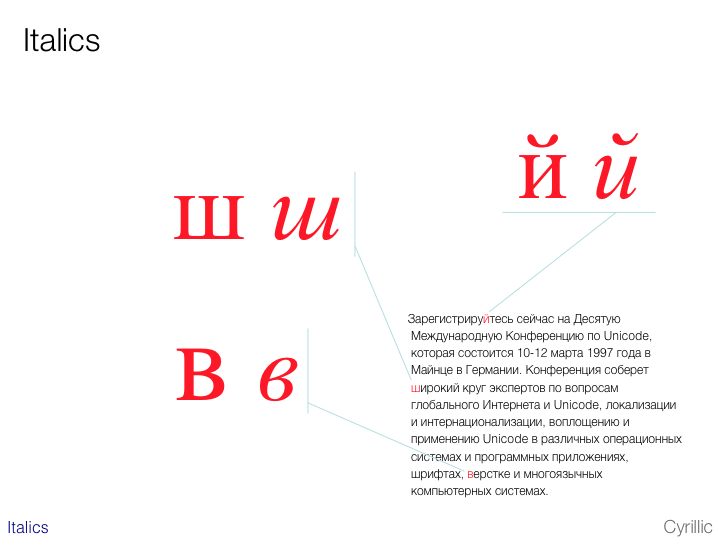 Italics
й й
ш ш
в в
Зарегистрируйтесь сейчас на Десятую
Международную Конференцию по Unicode,
которая состоится 10-12 марта 1997 года в
Майнце в Германии. Конференция соберет
широкий круг экспертов по вопросам
глобального Интернета и Unicode, локализации
и интернационализации, воплощению и
применению Unicode в различных операционных
системах и программных приложениях,
шрифтах, верстке и многоязычных
компьютерных системах.
Italics
Cyrillic